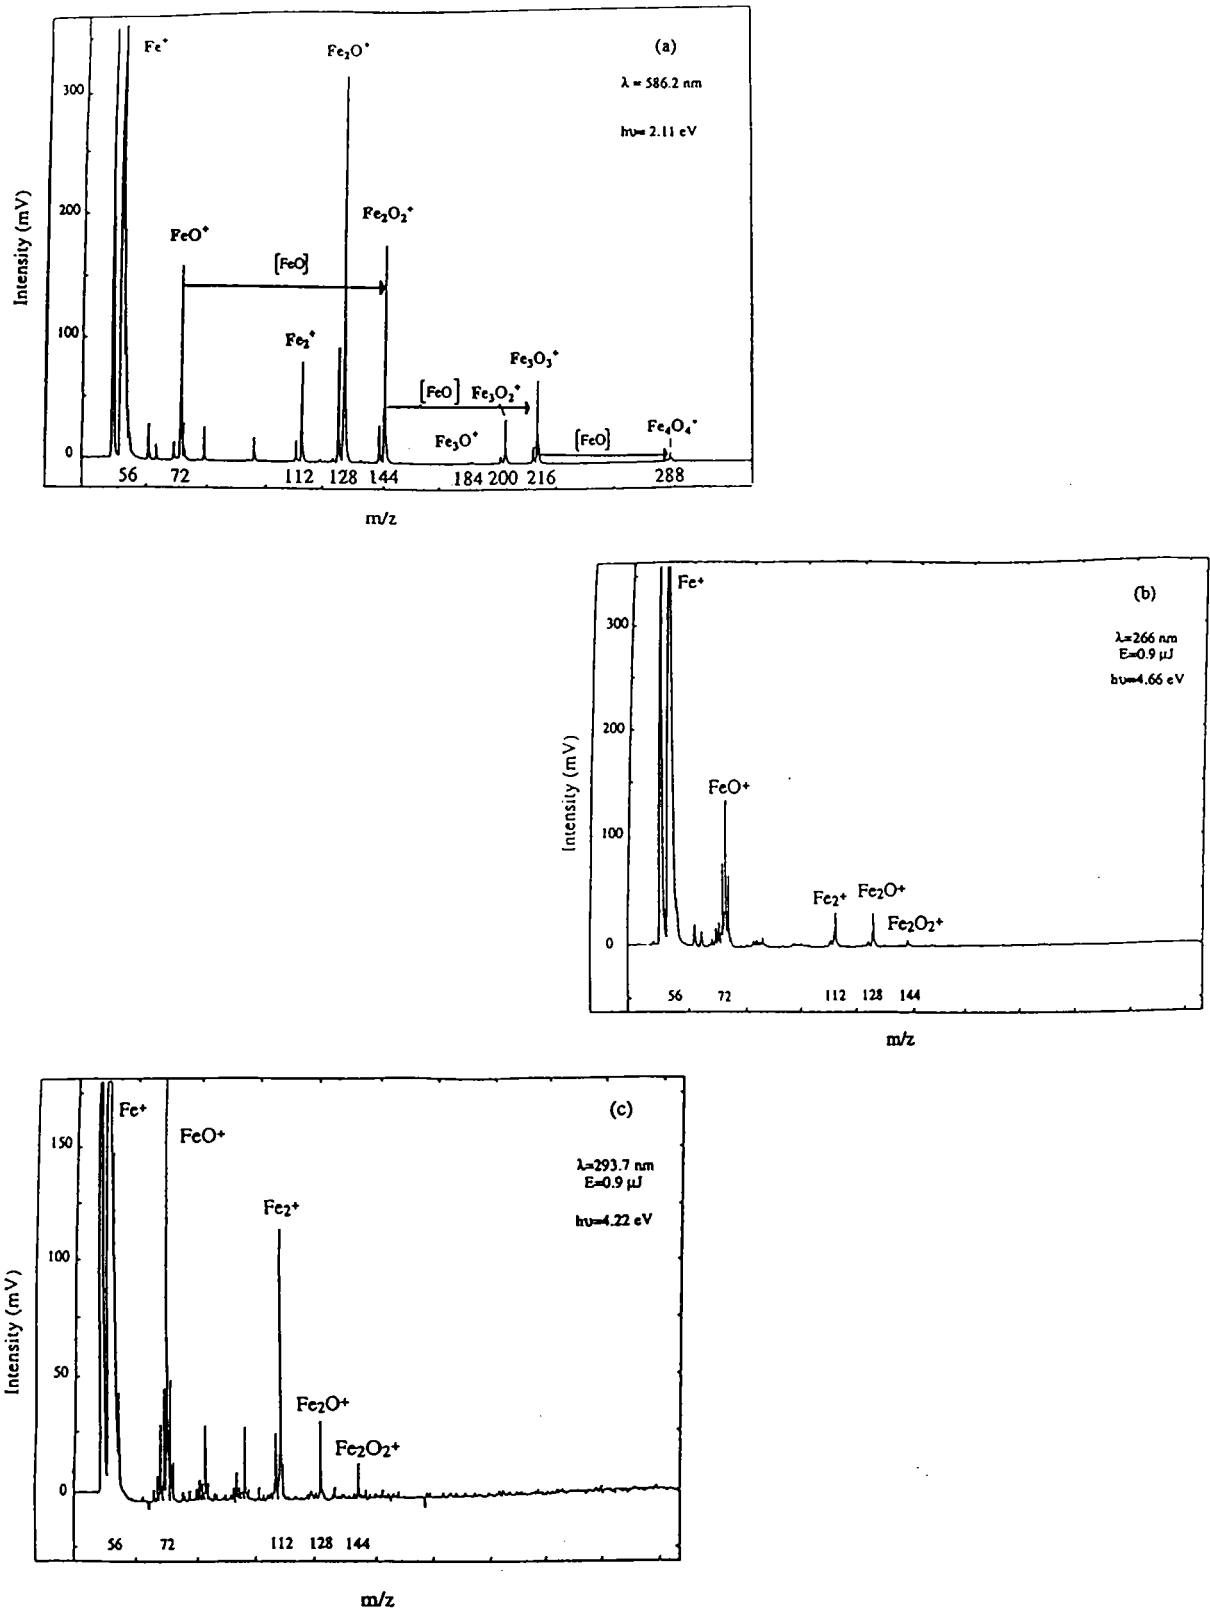 (a)
Fe⁺
Fe₂O⁺
λ = 586.2 nm
hυ= 2.11 eV
300
200
100
0
Intensity (mV)
FeO⁺
[FeO]
Fe₂O₂⁺
Fe₂⁺
Fe₃O₃⁺
[FeO] Fe₃O₂⁺
Fe₃O⁺
[FeO]
Fe₄O₄⁺
56 72 112 128 144 184 200 216 288
m/z
(b)
Fe+
λ=266 nm
E=0.9 μJ
hυ=4.66 eV
300
200
100
0
Intensity (mV)
FeO+
Fe₂+
Fe₂O+
Fe₂O₂+
56 72 112 128 144
m/z
(c)
Fe+
FeO+
λ=293.7 nm
E=0.9 μJ
hυ=4.22 eV
150
100
50
0
Intensity (mV)
Fe₂+
Fe₂O+
Fe₂O₂+
56 72 112 128 144
m/z